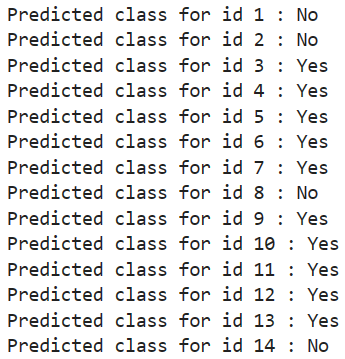 Predicted class for id 1 : No
Predicted class for id 2 : No
Predicted class for id 3 : Yes
Predicted class for id 4 : Yes
Predicted class for id 5 : Yes
Predicted class for id 6 : Yes
Predicted class for id 7 : Yes
Predicted class for id 8 : No
Predicted class for id 9 : Yes
Predicted class for id 10 : Yes
Predicted class for id 11 : Yes
Predicted class for id 12 : Yes
Predicted class for id 13 : Yes
Predicted class for id 14 : No